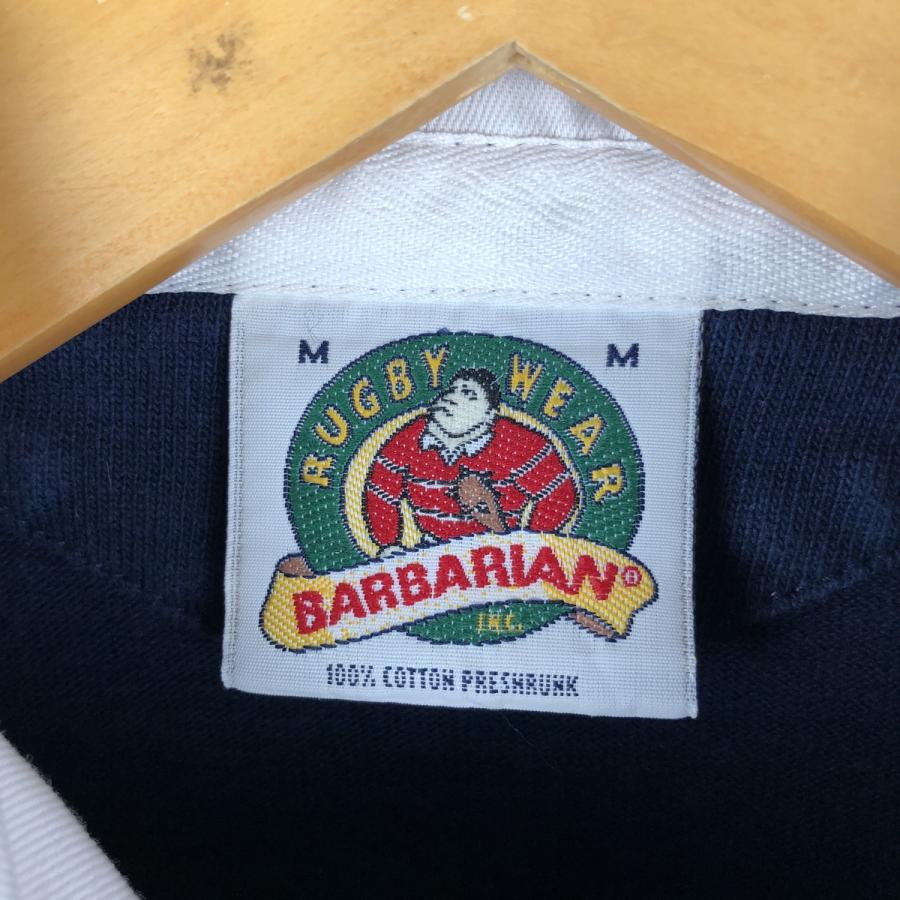 M M
RUGBY WEAR
BARBARIAN®
INC.
100% COTTON PRESHRUNK